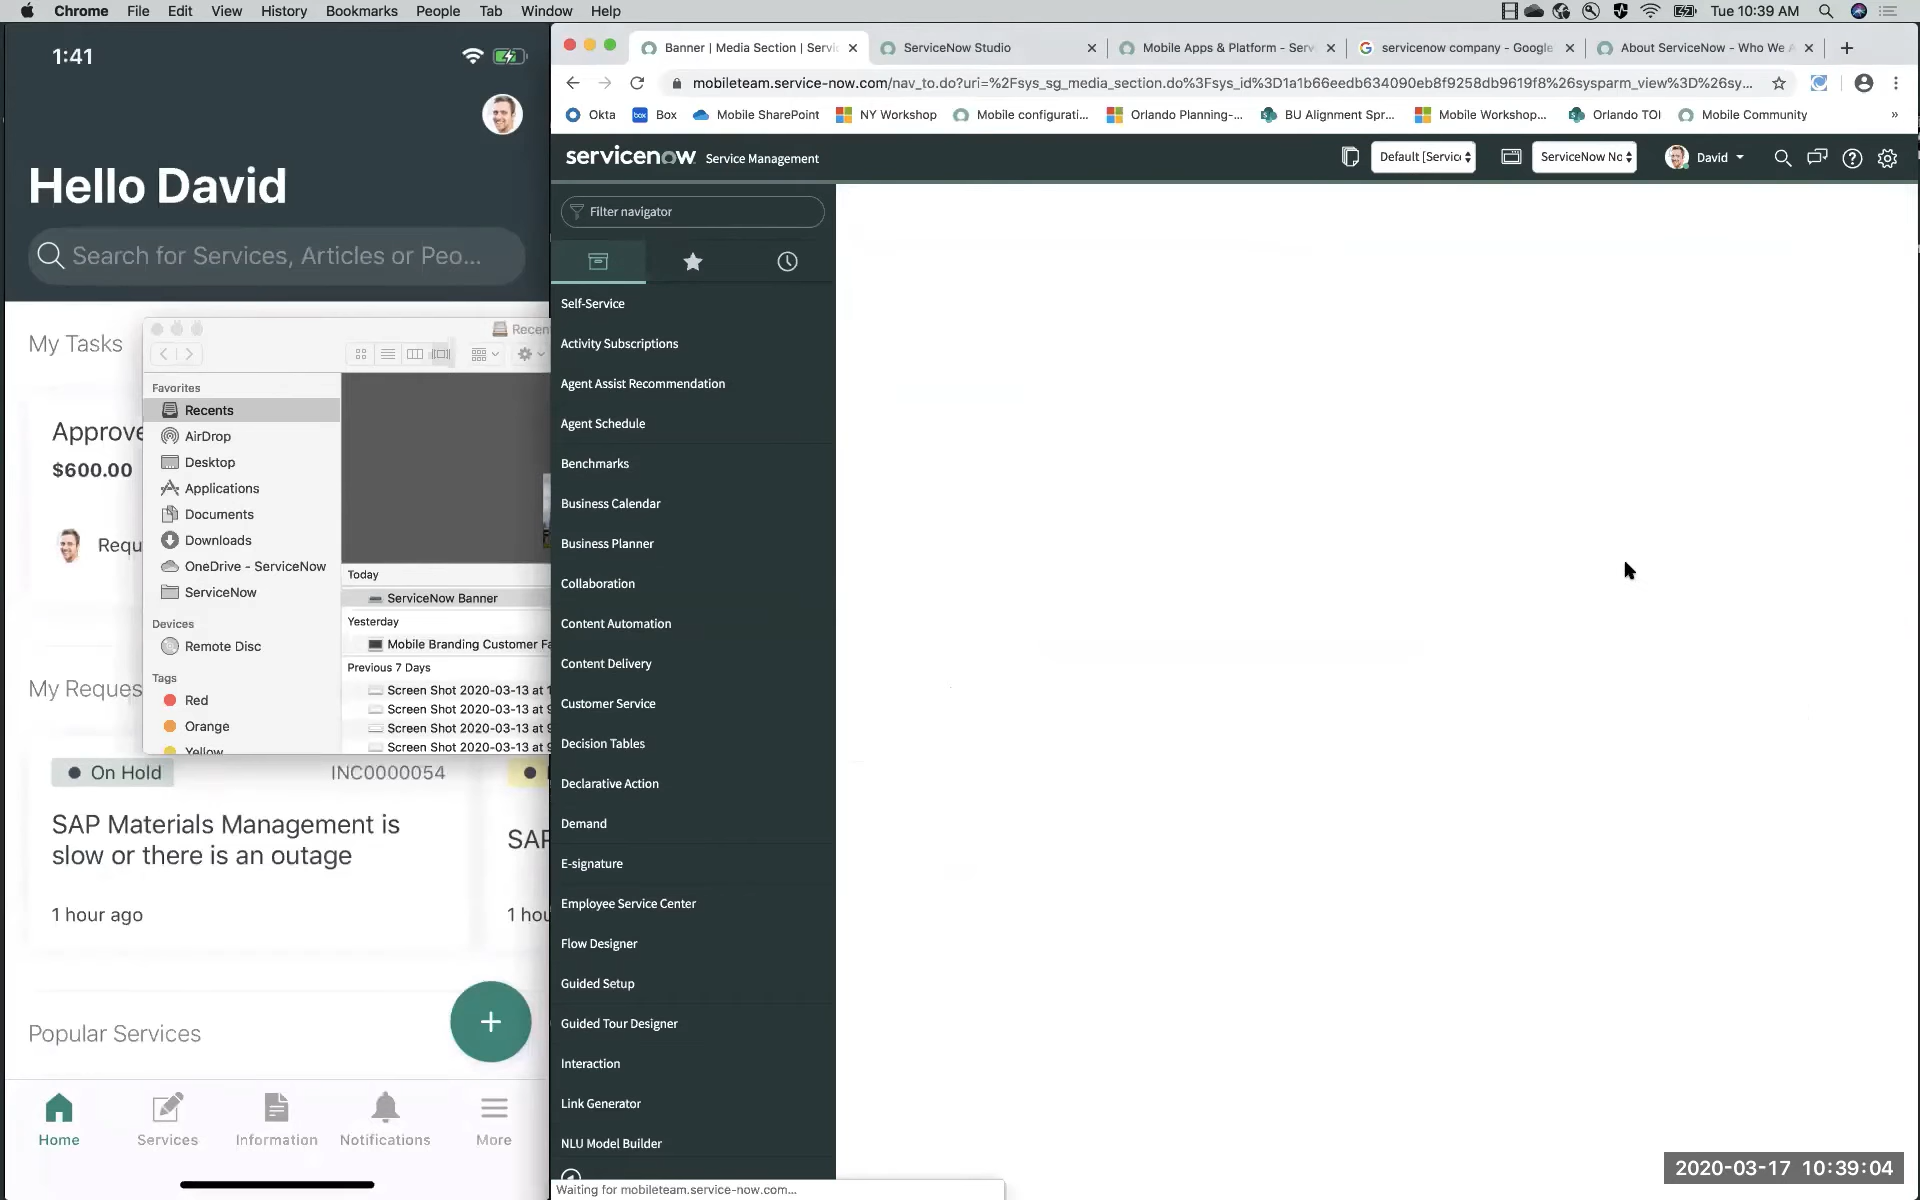 Chrome File Edit View History Bookmarks People Tab Window Help
Tue 10:39 AM
1:41
Hello David
Search for Services, Articles or Peo...
My Tasks
Approve
$600.00
Requ
My Reques
On Hold INC0000054
SAP Materials Management is
slow or there is an outage
1 hour ago
SAP
1 hou
Popular Services
Home Services Information Notifications More
Recen
Favorites
Recents
AirDrop
Desktop
Applications
Documents
Downloads
OneDrive - ServiceNow
ServiceNow
Devices
Remote Disc
Tags
Red
Orange
Yellow
Today
ServiceNow Banner
Yesterday
Mobile Branding Customer Fa
Previous 7 Days
Screen Shot 2020-03-13 at 1
Screen Shot 2020-03-13 at 9
Screen Shot 2020-03-13 at 9
Screen Shot 2020-03-13 at 9
Banner | Media Section | Servic
ServiceNow Studio
Mobile Apps & Platform - Serv
servicenow company - Google
About ServiceNow - Who We A
mobileteam.service-now.com/nav_to.do?uri=%2Fsys_sg_media_section.do%3Fsys_id%3D1a1b66eedb634090eb8f9258db9619f8%26sysparm_view%3D%26sy...
Okta Box Mobile SharePoint NY Workshop Mobile configurati... Orlando Planning-... BU Alignment Spr... Mobile Workshop... Orlando TOI Mobile Community »
servicenow Service Management
Default [Servic
ServiceNow No
David
Filter navigator
Self-Service
Activity Subscriptions
Agent Assist Recommendation
Agent Schedule
Benchmarks
Business Calendar
Business Planner
Collaboration
Content Automation
Content Delivery
Customer Service
Decision Tables
Declarative Action
Demand
E-signature
Employee Service Center
Flow Designer
Guided Setup
Guided Tour Designer
Interaction
Link Generator
NLU Model Builder
Waiting for mobileteam.service-now.com...
2020-03-17 10:39:04